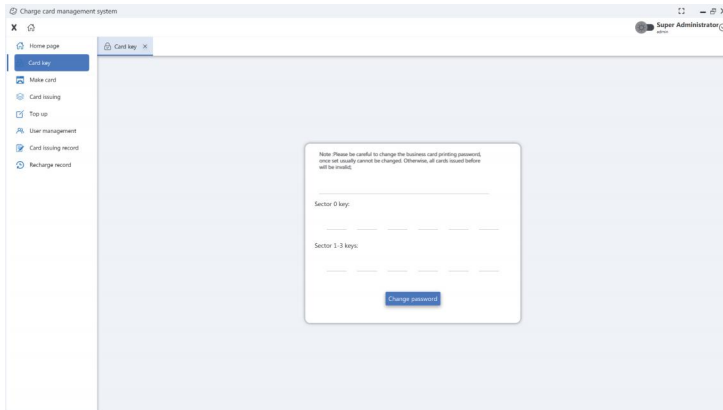 Charge card management system
Super Administrator
admin
Home page
Card key
Card key
Make card
Card issuing
Top up
User management
Card Issuing record
Recharge record
Note: Please be careful to change the business card printing password,
once set usually cannot be changed. Otherwise, all cards issued before
will be invalid,
Sector 0 key:
Sector 1-3 keys:
Change password